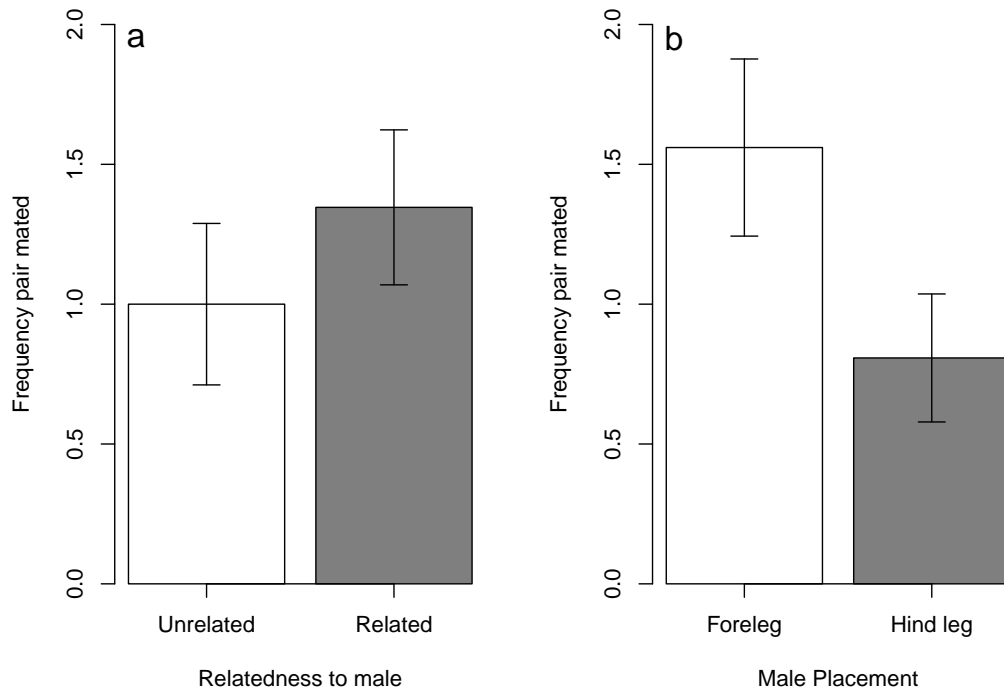 a
Frequency pair mated
2.0
1.5
1.0
0.5
0.0
Unrelated Related
Relatedness to male
b
Frequency pair mated
2.0
1.5
1.0
0.5
0.0
Foreleg Hind leg
Male Placement